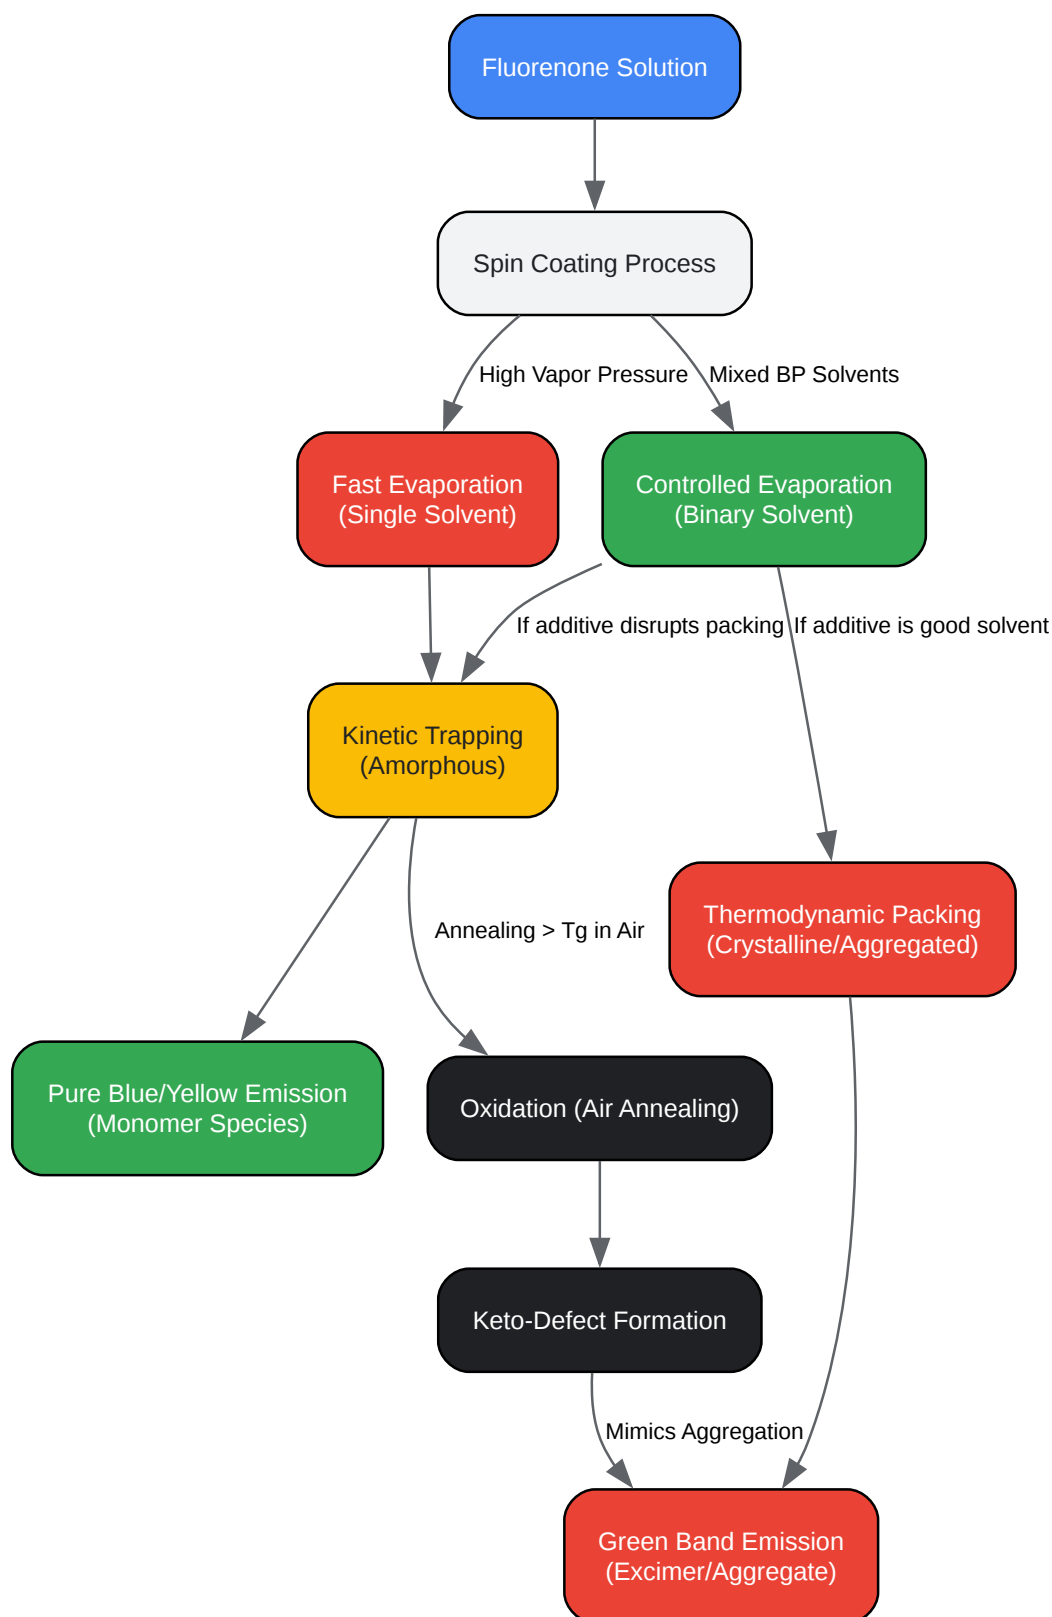 Fluorenone Solution
Spin Coating Process
High Vapor Pressure
Mixed BP Solvents
Fast Evaporation
(Single Solvent)
Controlled Evaporation
(Binary Solvent)
If additive disrupts packing
If additive is good solvent
Kinetic Trapping
(Amorphous)
Thermodynamic Packing
(Crystalline/Aggregated)
Annealing > Tg in Air
Pure Blue/Yellow Emission
(Monomer Species)
Oxidation (Air Annealing)
Keto-Defect Formation
Mimics Aggregation
Green Band Emission
(Excimer/Aggregate)